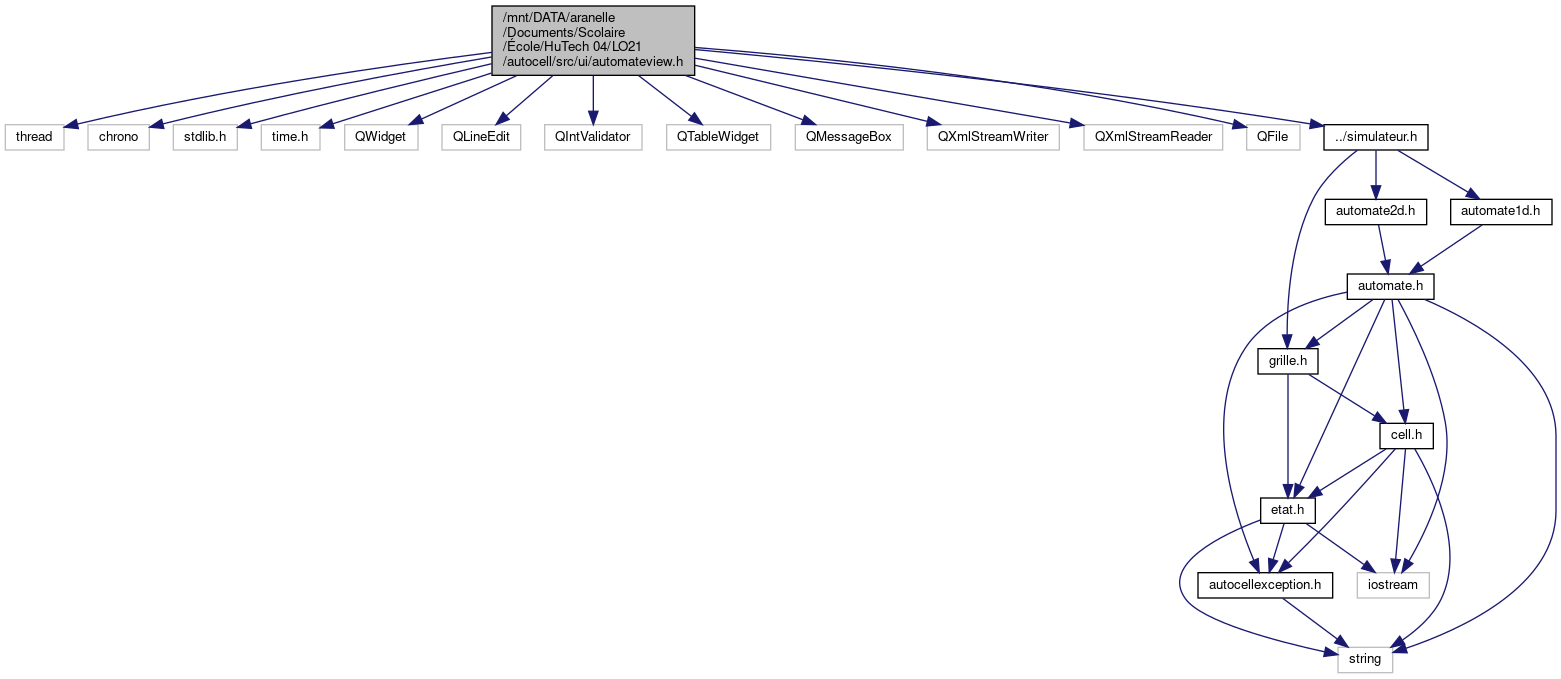 /mnt/DATA/aranelle
/Documents/Scolaire
/École/HuTech 04/LO21
/autocell/src/ui/automateview.h
thread
chrono
stdlib.h
time.h
QWidget
QLineEdit
QIntValidator
QTableWidget
QMessageBox
QXmlStreamWriter
QXmlStreamReader
QFile
../simulateur.h
automate2d.h
automate1d.h
automate.h
grille.h
cell.h
etat.h
autocellexception.h
iostream
string